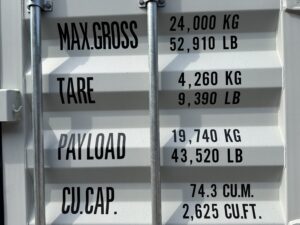 MAX.GROSS 24,000 KG
52,910 LB
TARE 4,260 KG
9,390 LB
PAYLOAD 19,740 KG
43,520 LB
CU.CAP. 74.3 CU.M.
2,625 CU.FT.